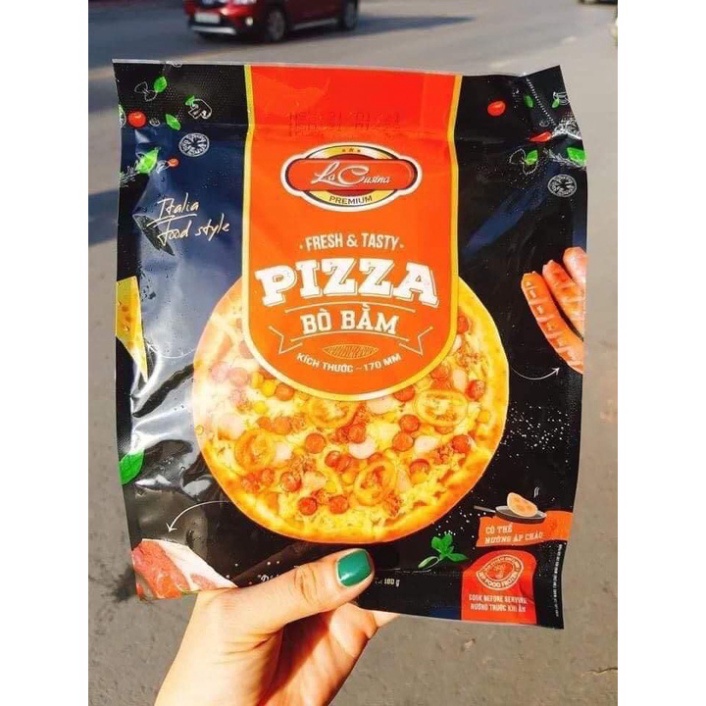 La Cusina
PREMIUM
Italia
food style
· FRESH & TASTY ·
PIZZA
BÒ BẰM
KÍCH THƯỚC ~ 170 MM
CÓ THỂ
NƯỚNG ÁP CHẢO
COOK BEFORE SERVING
NƯỚNG TRƯỚC KHI ĂN
180 g